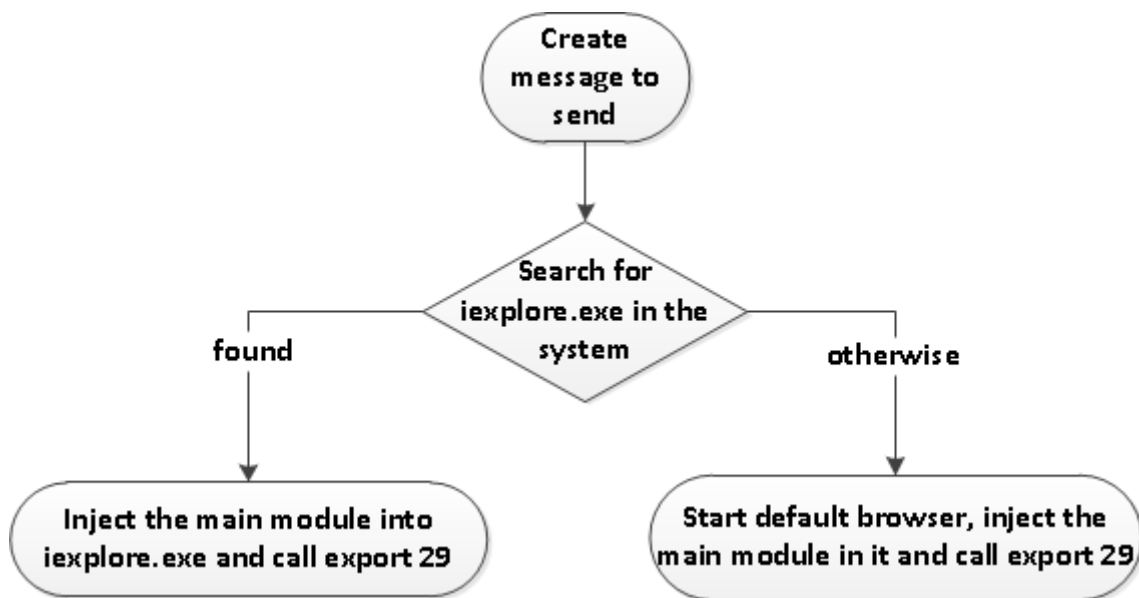 Create
message to
send
Search for
iexplore.exe in the
system
found
otherwise
Inject the main module into
iexplore.exe and call export 29
Start default browser, inject the
main module in it and call export 29